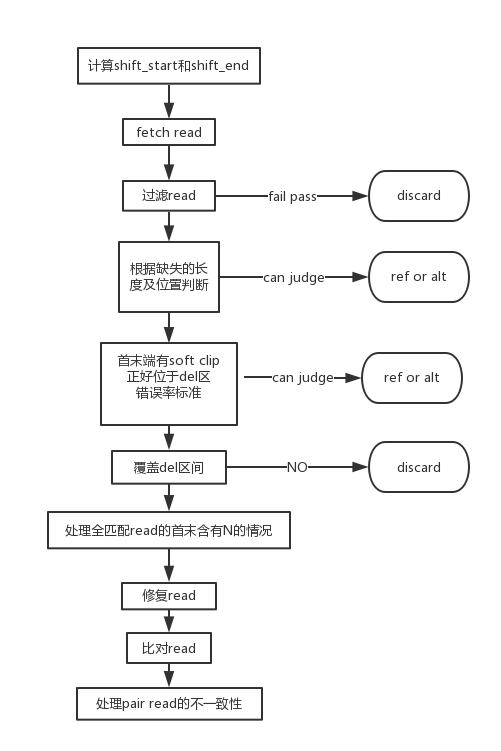 计算shift_start和shift_end
fetch read
过滤read
fail pass
discard
根据缺失的长
度及位置判断
can judge
ref or alt
首末端有soft clip
正好位于del区
错误率标准
can judge
ref or alt
覆盖del区间
NO
discard
处理全匹配read的首末含有N的情况
修复read
比对read
处理pair read的不一致性